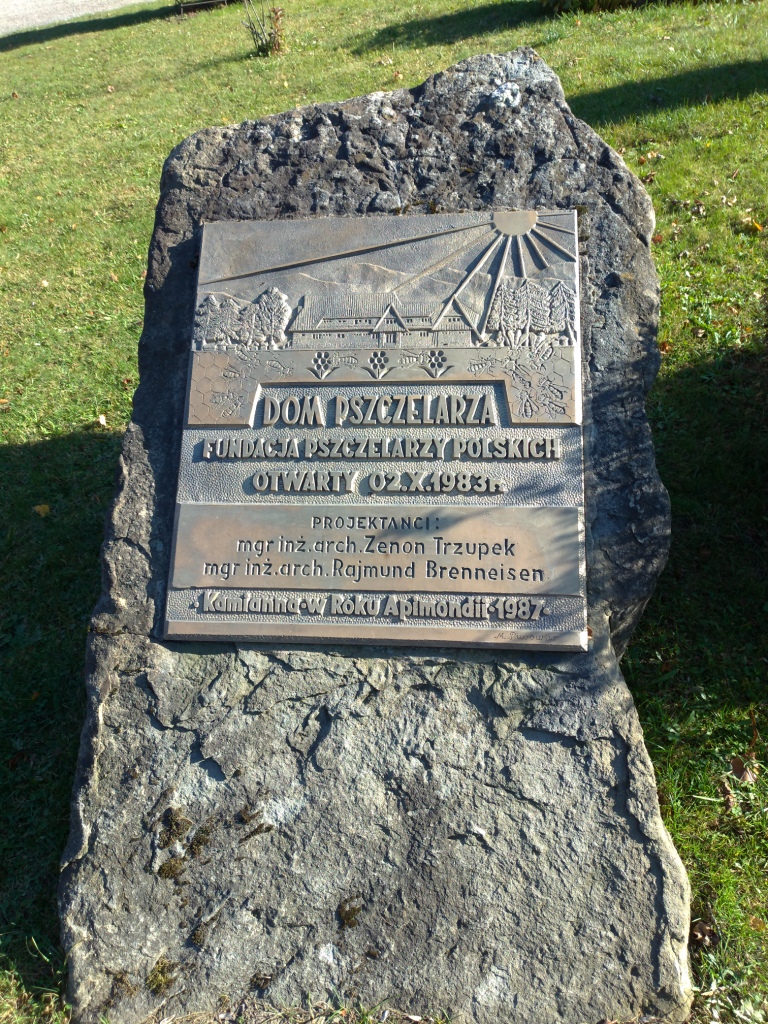 DOM PSZCZELARZA
FUNDACJA PSZCZELARZY POLSKICH
OTWARTY 02.X.1983r.
PROJEKTANCI:
mgr inż. arch. Zenon Trzupek
mgr inż. arch. Rajmund Brenneisen
·Kamianna·w Roku Apimondii·1987·